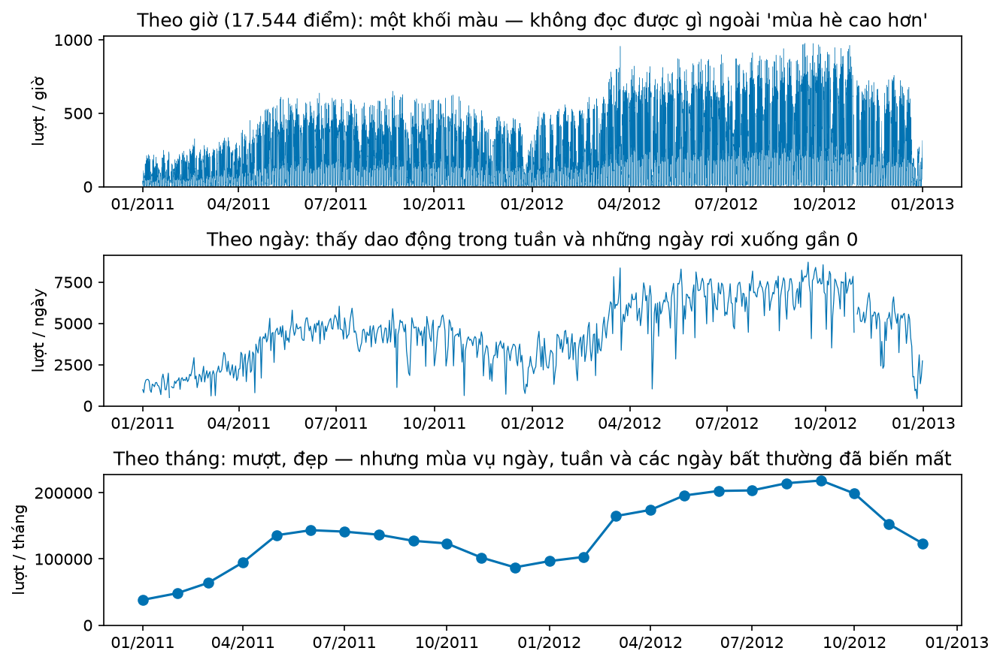 Theo giờ (17.544 điểm): một khối màu — không đọc được gì ngoài 'mùa hè cao hơn'
lượt / giờ
1000
500
0
01/2011 04/2011 07/2011 10/2011 01/2012 04/2012 07/2012 10/2012 01/2013
Theo ngày: thấy dao động trong tuần và những ngày rơi xuống gần 0
lượt / ngày
7500
5000
2500
0
01/2011 04/2011 07/2011 10/2011 01/2012 04/2012 07/2012 10/2012 01/2013
Theo tháng: mượt, đẹp — nhưng mùa vụ ngày, tuần và các ngày bất thường đã biến mất
lượt / tháng
200000
100000
0
01/2011 04/2011 07/2011 10/2011 01/2012 04/2012 07/2012 10/2012 01/2013